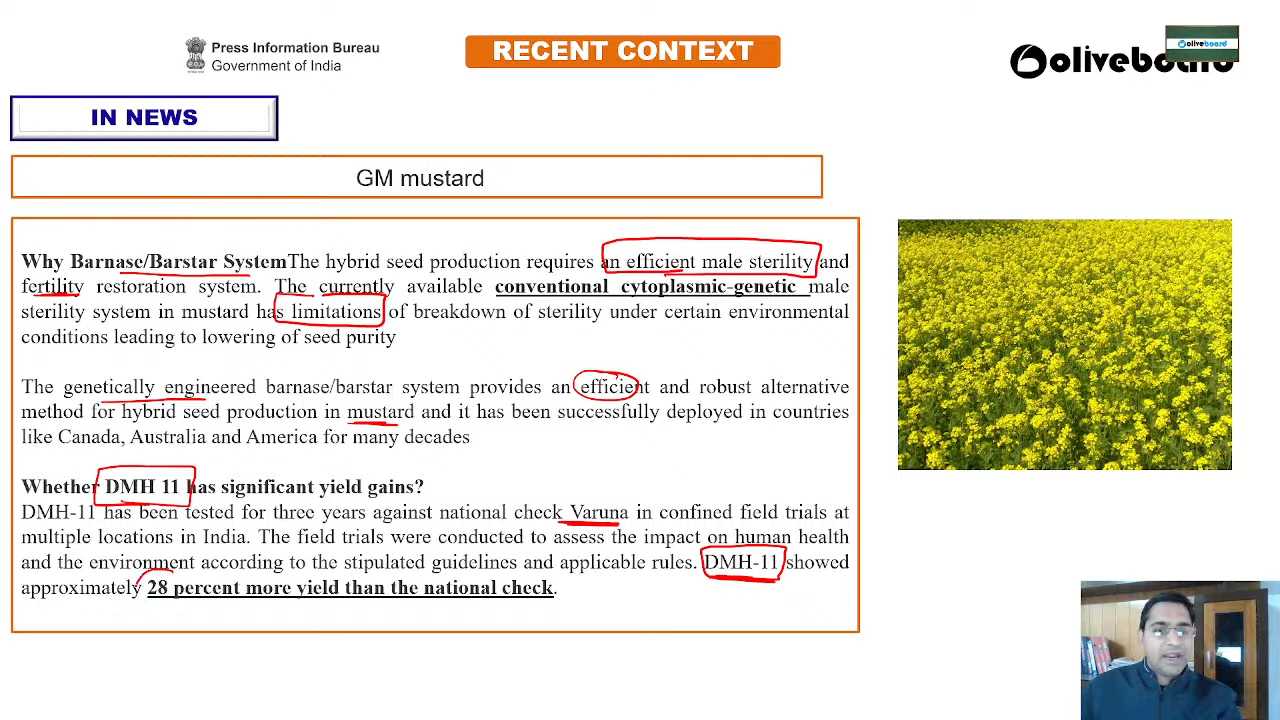 Press Information Bureau
Government of India
RECENT CONTEXT
oliveboard
oliveboard
IN NEWS
GM mustard
Why Barnase/Barstar SystemThe hybrid seed production requires an efficient male sterility and
fertility restoration system. The currently available conventional cytoplasmic-genetic male
sterility system in mustard has limitations of breakdown of sterility under certain environmental
conditions leading to lowering of seed purity
The genetically engineered barnase/barstar system provides an efficient and robust alternative
method for hybrid seed production in mustard and it has been successfully deployed in countries
like Canada, Australia and America for many decades
Whether DMH 11 has significant yield gains?
DMH-11 has been tested for three years against national check Varuna in confined field trials at
multiple locations in India. The field trials were conducted to assess the impact on human health
and the environment according to the stipulated guidelines and applicable rules. DMH-11 showed
approximately 28 percent more yield than the national check.